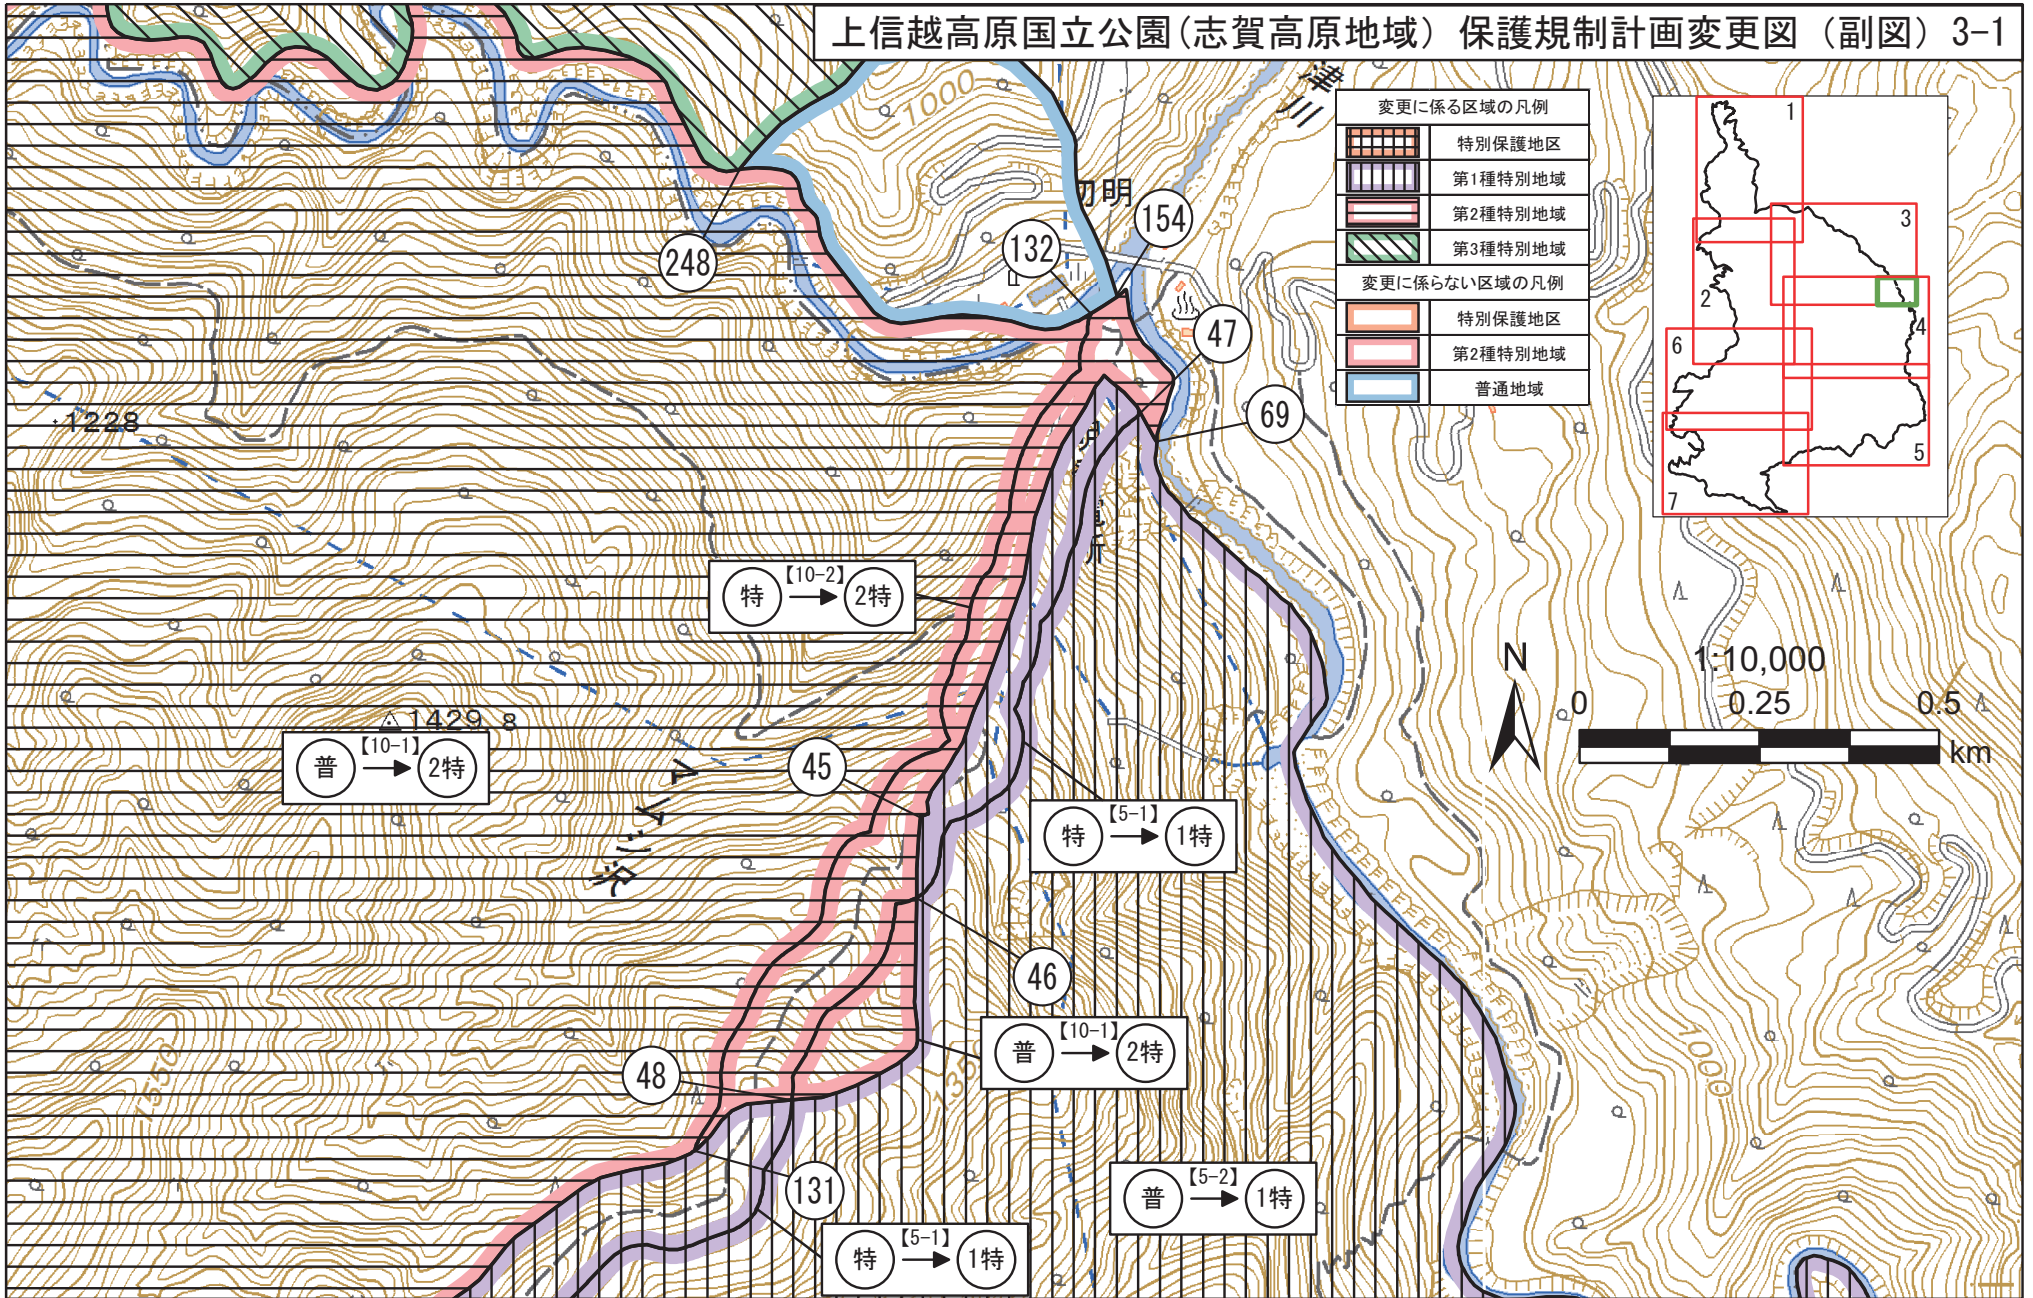 上信越高原国立公園(志賀高原地域) 保護規制計画変更図 (副図) 3-1
変更に係る区域の凡例
特別保護地区
第1種特別地域
第2種特別地域
第3種特別地域
変更に係らない区域の凡例
特別保護地区
第2種特別地域
普通地域
1
3
2
4
6
5
7
1000
津川
切明
248
132
154
47
69
・1228
特 【10-2】 2特
1429.8
普 【10-1】 2特
45
特 【5-1】 1特
46
普 【10-1】 2特
48
131
普 【5-2】 1特
特 【5-1】 1特
1550
135
1000
N
1:10,000
0 0.25 0.5
km